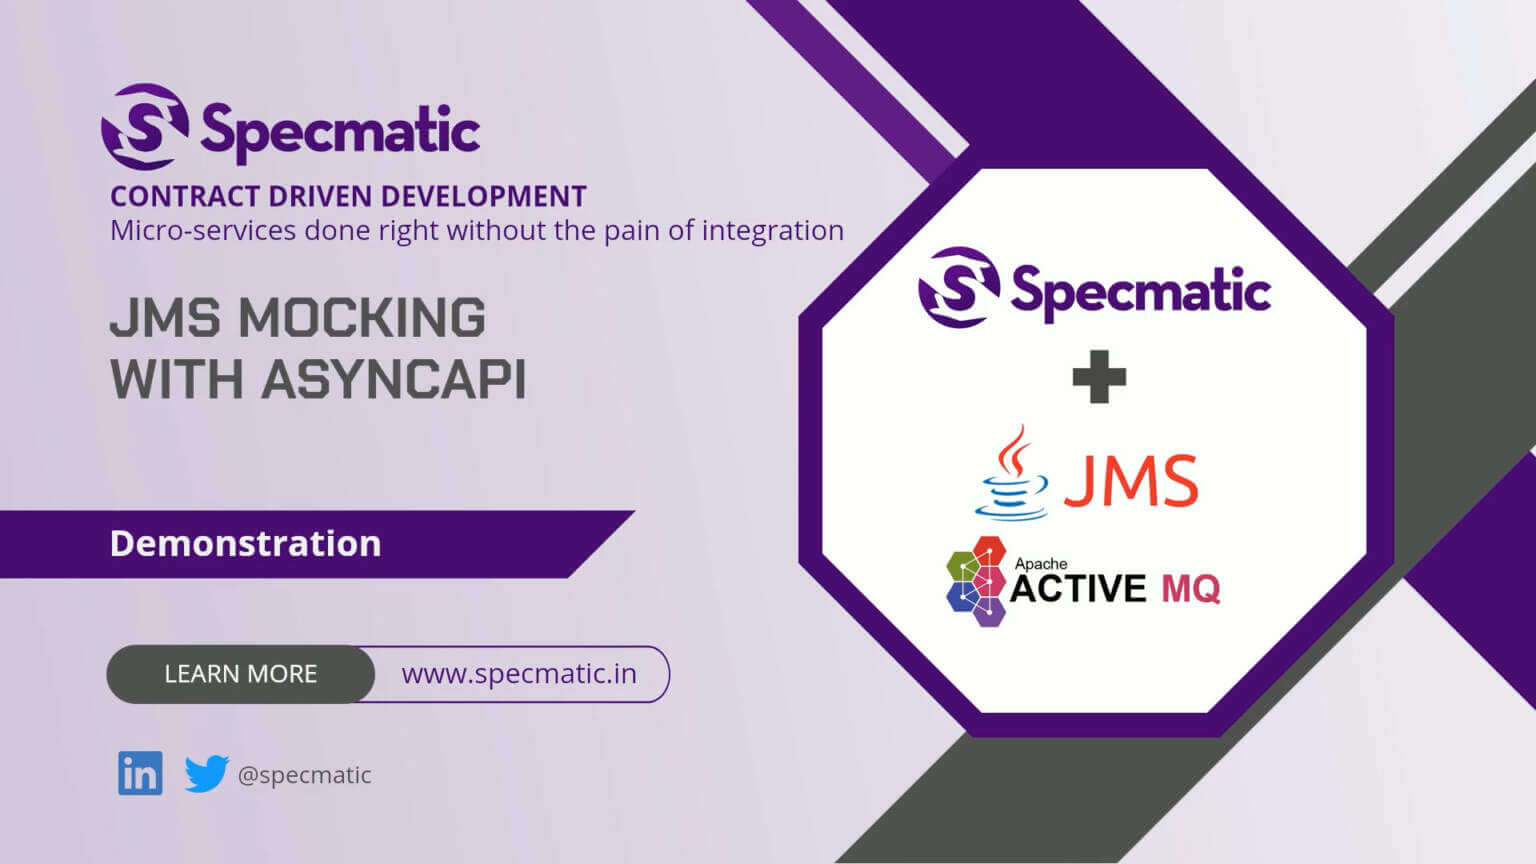 Specmatic
CONTRACT DRIVEN DEVELOPMENT
Micro-services done right without the pain of integration
JMS MOCKING
WITH ASYNCAPI
Demonstration
LEARN MORE
www.specmatic.in
in
@specmatic
Specmatic
JMS
Apache
ACTIVE MQ